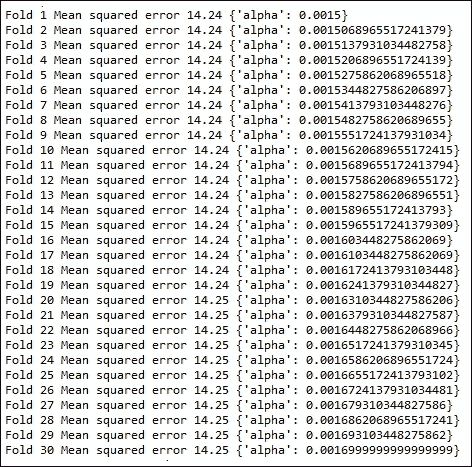 Fold 1 Mean squared error 14.24 {'alpha': 0.0015}
Fold 2 Mean squared error 14.24 {'alpha': 0.0015068965517241379}
Fold 3 Mean squared error 14.24 {'alpha': 0.0015137931034482758}
Fold 4 Mean squared error 14.24 {'alpha': 0.0015206896551724139}
Fold 5 Mean squared error 14.24 {'alpha': 0.0015275862068965518}
Fold 6 Mean squared error 14.24 {'alpha': 0.0015344827586206897}
Fold 7 Mean squared error 14.24 {'alpha': 0.0015413793103448276}
Fold 8 Mean squared error 14.24 {'alpha': 0.0015482758620689655}
Fold 9 Mean squared error 14.24 {'alpha': 0.0015551724137931034}
Fold 10 Mean squared error 14.24 {'alpha': 0.0015620689655172415}
Fold 11 Mean squared error 14.24 {'alpha': 0.0015689655172413794}
Fold 12 Mean squared error 14.24 {'alpha': 0.0015758620689655172}
Fold 13 Mean squared error 14.24 {'alpha': 0.0015827586206896551}
Fold 14 Mean squared error 14.24 {'alpha': 0.001589655172413793}
Fold 15 Mean squared error 14.24 {'alpha': 0.0015965517241379309}
Fold 16 Mean squared error 14.24 {'alpha': 0.001603448275862069}
Fold 17 Mean squared error 14.24 {'alpha': 0.0016103448275862069}
Fold 18 Mean squared error 14.24 {'alpha': 0.0016172413793103448}
Fold 19 Mean squared error 14.24 {'alpha': 0.0016241379310344827}
Fold 20 Mean squared error 14.25 {'alpha': 0.0016310344827586206}
Fold 21 Mean squared error 14.25 {'alpha': 0.0016379310344827587}
Fold 22 Mean squared error 14.25 {'alpha': 0.0016448275862068966}
Fold 23 Mean squared error 14.25 {'alpha': 0.0016517241379310345}
Fold 24 Mean squared error 14.25 {'alpha': 0.0016586206896551724}
Fold 25 Mean squared error 14.25 {'alpha': 0.0016655172413793102}
Fold 26 Mean squared error 14.25 {'alpha': 0.0016724137931034481}
Fold 27 Mean squared error 14.25 {'alpha': 0.001679310344827586}
Fold 28 Mean squared error 14.25 {'alpha': 0.0016862068965517241}
Fold 29 Mean squared error 14.25 {'alpha': 0.001693103448275862}
Fold 30 Mean squared error 14.25 {'alpha': 0.0016999999999999999}